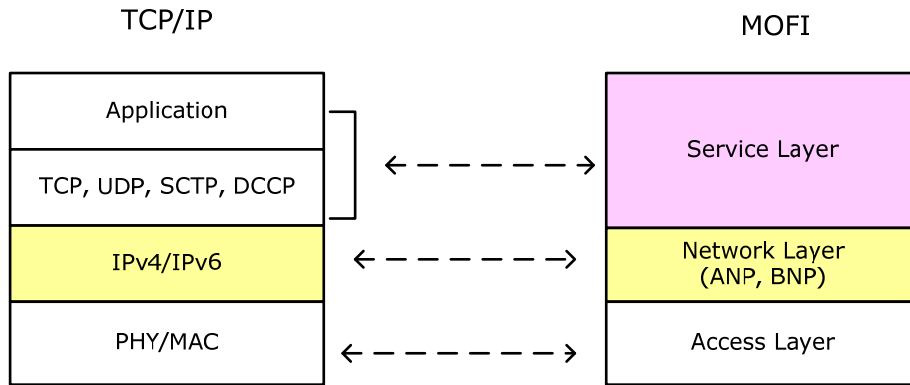 TCP/IP
MOFI
Application
TCP, UDP, SCTP, DCCP
IPv4/IPv6
PHY/MAC
Service Layer
Network Layer
(ANP, BNP)
Access Layer